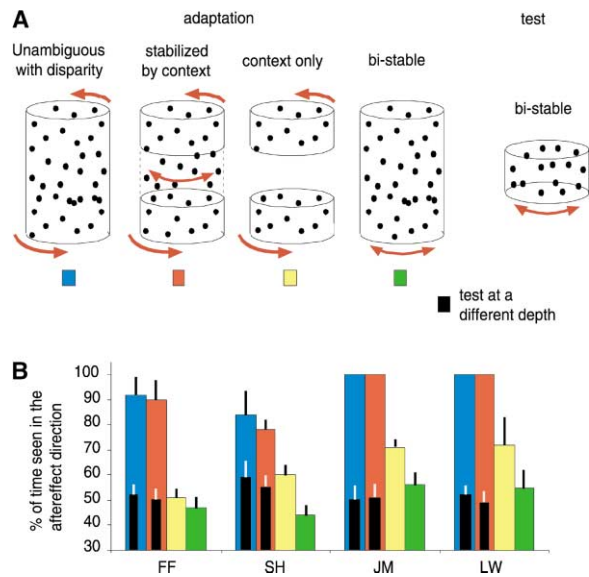 A
adaptation
test
Unambiguous
with disparity
stabilized
by context
context only
bi-stable
bi-stable
test at a
different depth
B
% of time seen in the
aftereffect direction
100
90
80
70
60
50
40
30
FF
SH
JM
LW